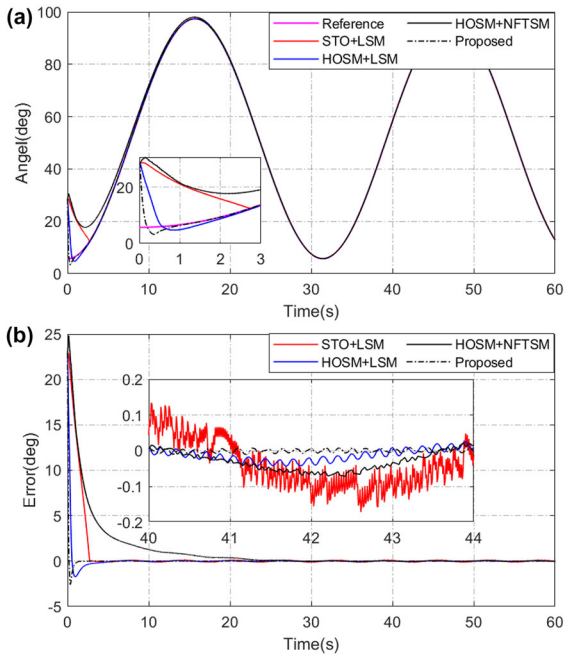 (a)
Reference
STO+LSM
HOSM+LSM
HOSM+NFTSM
Proposed
100
80
60
40
20
0
Angel(deg)
20
0
0 1 2 3
0 10 20 30 40 50 60
Time(s)
(b)
STO+LSM
HOSM+LSM
HOSM+NFTSM
Proposed
25
20
15
10
5
0
-5
Error(deg)
0.2
0.1
0
-0.1
-0.2
40 41 42 43 44
0 10 20 30 40 50 60
Time(s)